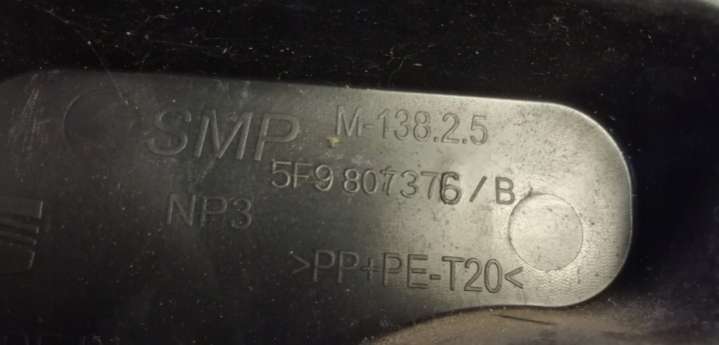 SMP M-138.2.5
5F9 807376/B
NP3
>PP+PE-T20<